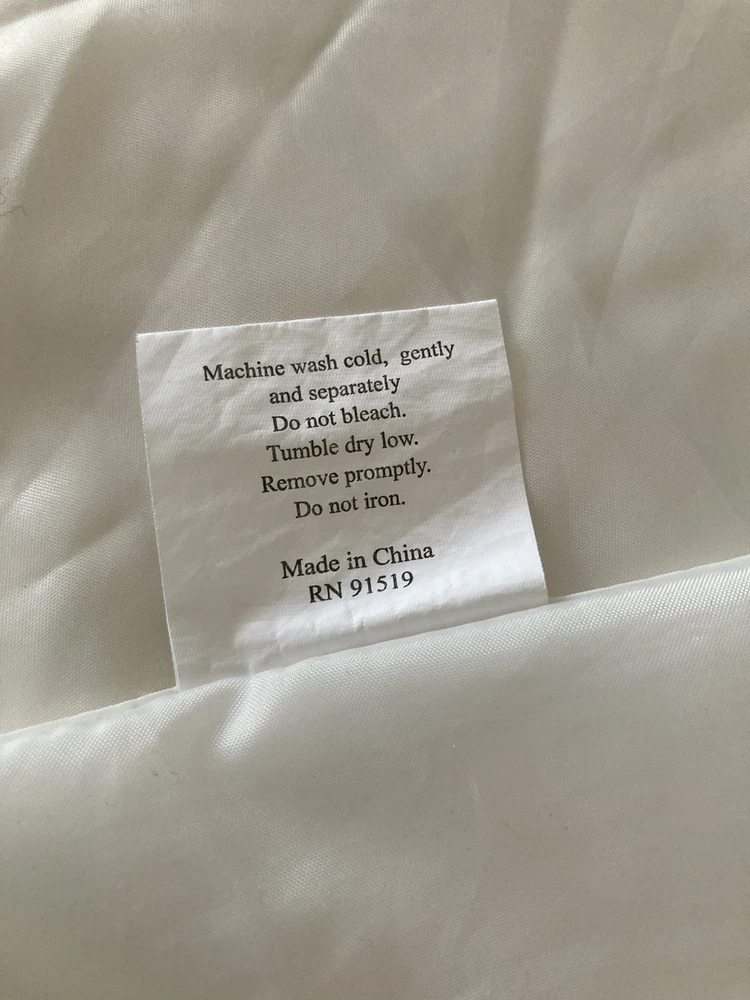 Machine wash cold, gently
and separately
Do not bleach.
Tumble dry low.
Remove promptly.
Do not iron.
Made in China
RN 91519